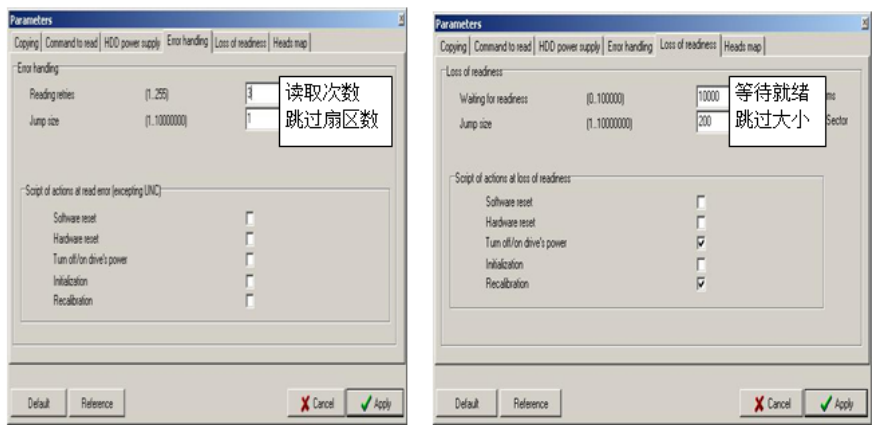 Parameters
Copying Command to read HDD power supply Error handling Loss of readiness Heads map
Error handling
Reading retries (1..255) 3 读取次数
Jump size (1..10000000) 1 跳过扇区数
Script of actions at read error (excepting UNC)
Software reset
Hardware reset
Turn off/on drive's power
Initialization
Recalibration
Default Reference Cancel Apply
Parameters
Copying Command to read HDD power supply Error handling Loss of readiness Heads map
Loss of readiness
Waiting for readiness (0..100000) 10000 等待就绪 ms
Jump size (1..10000000) 200 跳过大小 Sector
Script of actions at loss of readiness
Software reset
Hardware reset
Turn off/on drive's power
Initialization
Recalibration
Default Reference Cancel Apply